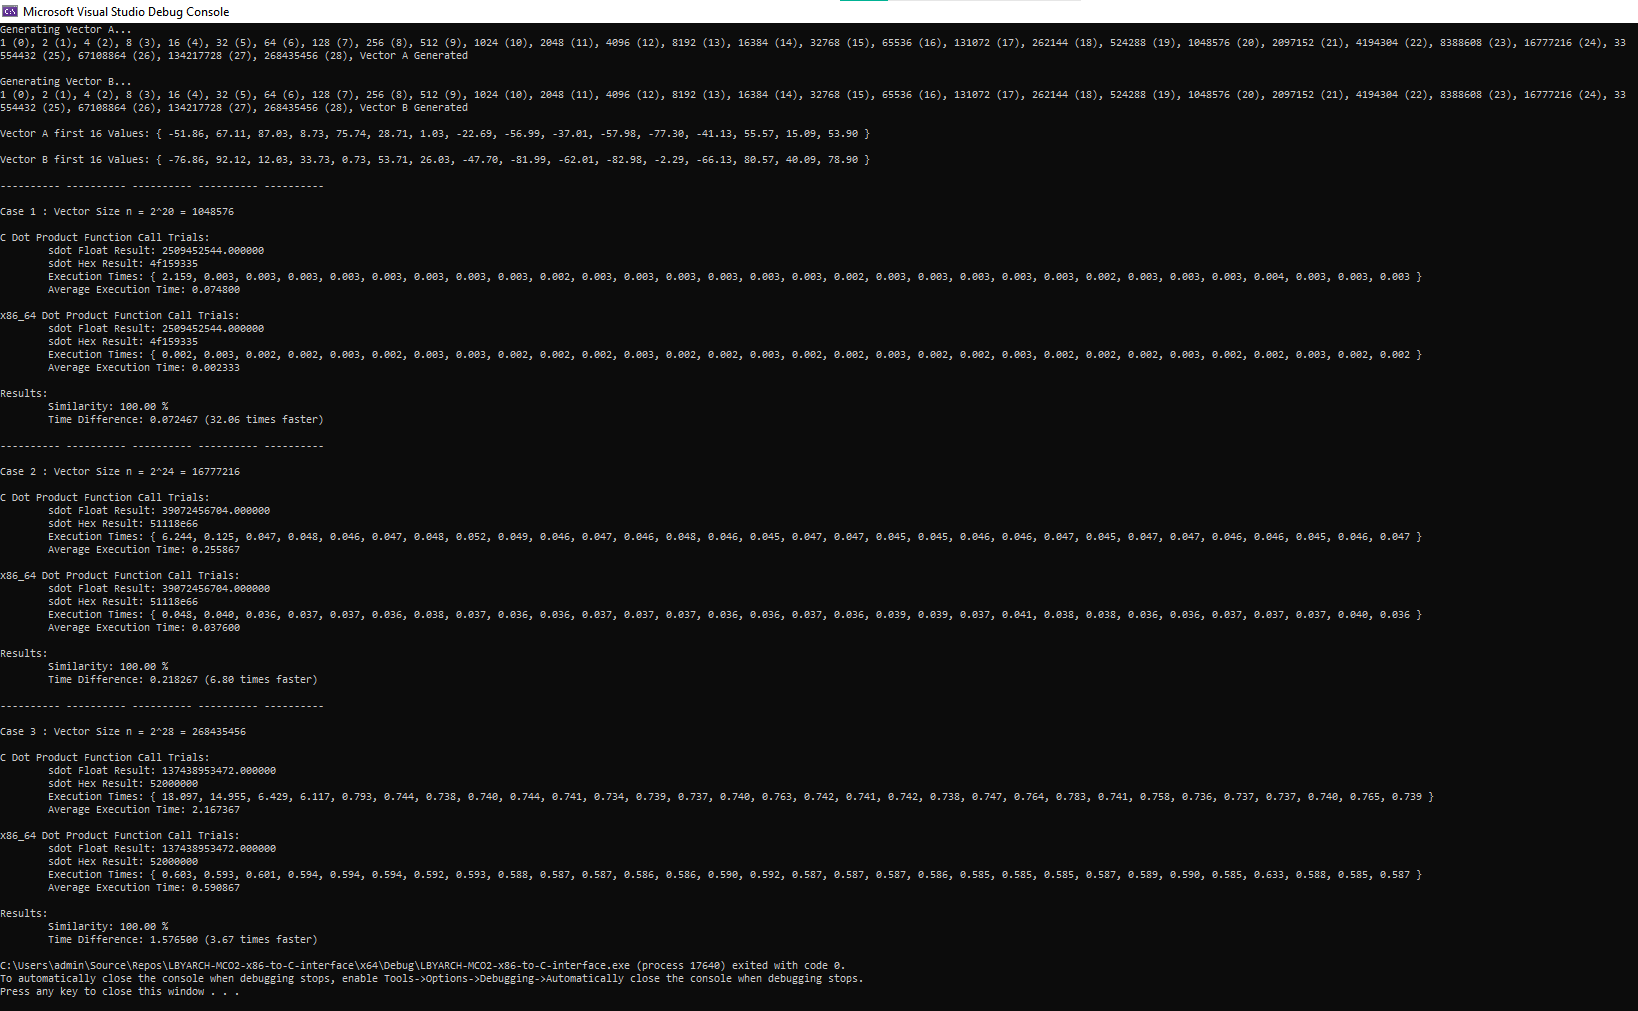 Microsoft Visual Studio Debug Console
Generating Vector A...
1 (0), 2 (1), 4 (2), 8 (3), 16 (4), 32 (5), 64 (6), 128 (7), 256 (8), 512 (9), 1024 (10), 2048 (11), 4096 (12), 8192 (13), 16384 (14), 32768 (15), 65536 (16), 131072 (17), 262144 (18), 524288 (19), 1048576 (20), 2097152 (21), 4194304 (22), 8388608 (23), 16777216 (24), 33
554432 (25), 67108864 (26), 134217728 (27), 268435456 (28), Vector A Generated
Generating Vector B...
1 (0), 2 (1), 4 (2), 8 (3), 16 (4), 32 (5), 64 (6), 128 (7), 256 (8), 512 (9), 1024 (10), 2048 (11), 4096 (12), 8192 (13), 16384 (14), 32768 (15), 65536 (16), 131072 (17), 262144 (18), 524288 (19), 1048576 (20), 2097152 (21), 4194304 (22), 8388608 (23), 16777216 (24), 33
554432 (25), 67108864 (26), 134217728 (27), 268435456 (28), Vector B Generated
Vector A first 16 Values: { -51.86, 67.11, 87.03, 8.73, 75.74, 28.71, 1.03, -22.69, -56.99, -37.01, -57.98, -77.30, -41.13, 55.57, 15.09, 53.90 }
Vector B first 16 Values: { -76.86, 92.12, 12.03, 33.73, 0.73, 53.71, 26.03, -47.70, -81.99, -62.01, -82.98, -2.29, -66.13, 80.57, 40.09, 78.90 }
---------- ---------- ---------- ---------- ----------
Case 1 : Vector Size n = 2^20 = 1048576
C Dot Product Function Call Trials:
sdot Float Result: 2509452544.000000
sdot Hex Result: 4f159335
Execution Times: { 2.159, 0.003, 0.003, 0.003, 0.003, 0.003, 0.003, 0.003, 0.003, 0.002, 0.003, 0.003, 0.003, 0.003, 0.003, 0.003, 0.002, 0.003, 0.003, 0.003, 0.003, 0.003, 0.002, 0.003, 0.003, 0.003, 0.004, 0.003, 0.003, 0.003 }
Average Execution Time: 0.074800
x86_64 Dot Product Function Call Trials:
sdot Float Result: 2509452544.000000
sdot Hex Result: 4f159335
Execution Times: { 0.002, 0.003, 0.002, 0.002, 0.003, 0.002, 0.003, 0.003, 0.002, 0.002, 0.002, 0.003, 0.002, 0.002, 0.003, 0.002, 0.003, 0.003, 0.002, 0.002, 0.003, 0.002, 0.002, 0.002, 0.003, 0.002, 0.002, 0.003, 0.002, 0.002 }
Average Execution Time: 0.002333
Results:
Similarity: 100.00 %
Time Difference: 0.072467 (32.06 times faster)
---------- ---------- ---------- ---------- ----------
Case 2 : Vector Size n = 2^24 = 16777216
C Dot Product Function Call Trials:
sdot Float Result: 39072456704.000000
sdot Hex Result: 51118e66
Execution Times: { 6.244, 0.125, 0.047, 0.048, 0.046, 0.047, 0.048, 0.052, 0.049, 0.046, 0.047, 0.046, 0.048, 0.046, 0.045, 0.047, 0.047, 0.045, 0.045, 0.046, 0.046, 0.047, 0.045, 0.047, 0.047, 0.046, 0.046, 0.045, 0.046, 0.047 }
Average Execution Time: 0.255867
x86_64 Dot Product Function Call Trials:
sdot Float Result: 39072456704.000000
sdot Hex Result: 51118e66
Execution Times: { 0.048, 0.040, 0.036, 0.037, 0.037, 0.036, 0.038, 0.037, 0.036, 0.036, 0.037, 0.037, 0.037, 0.036, 0.036, 0.037, 0.036, 0.039, 0.039, 0.037, 0.041, 0.038, 0.038, 0.036, 0.036, 0.037, 0.037, 0.037, 0.040, 0.036 }
Average Execution Time: 0.037600
Results:
Similarity: 100.00 %
Time Difference: 0.218267 (6.80 times faster)
---------- ---------- ---------- ---------- ----------
Case 3 : Vector Size n = 2^28 = 268435456
C Dot Product Function Call Trials:
sdot Float Result: 137438953472.000000
sdot Hex Result: 52000000
Execution Times: { 18.097, 14.955, 6.429, 6.117, 0.793, 0.744, 0.738, 0.740, 0.744, 0.741, 0.734, 0.739, 0.737, 0.740, 0.763, 0.742, 0.741, 0.742, 0.738, 0.747, 0.764, 0.783, 0.741, 0.758, 0.736, 0.737, 0.737, 0.740, 0.765, 0.739 }
Average Execution Time: 2.167367
x86_64 Dot Product Function Call Trials:
sdot Float Result: 137438953472.000000
sdot Hex Result: 52000000
Execution Times: { 0.603, 0.593, 0.601, 0.594, 0.594, 0.594, 0.592, 0.593, 0.588, 0.587, 0.587, 0.586, 0.586, 0.590, 0.592, 0.587, 0.587, 0.587, 0.586, 0.585, 0.585, 0.585, 0.587, 0.589, 0.590, 0.585, 0.633, 0.588, 0.585, 0.587 }
Average Execution Time: 0.590867
Results:
Similarity: 100.00 %
Time Difference: 1.576500 (3.67 times faster)
C:\Users\admin\Source\Repos\LBYARCH-MCO2-x86-to-C-interface\x64\Debug\LBYARCH-MCO2-x86-to-C-interface.exe (process 17640) exited with code 0.
To automatically close the console when debugging stops, enable Tools->Options->Debugging->Automatically close the console when debugging stops.
Press any key to close this window . . .